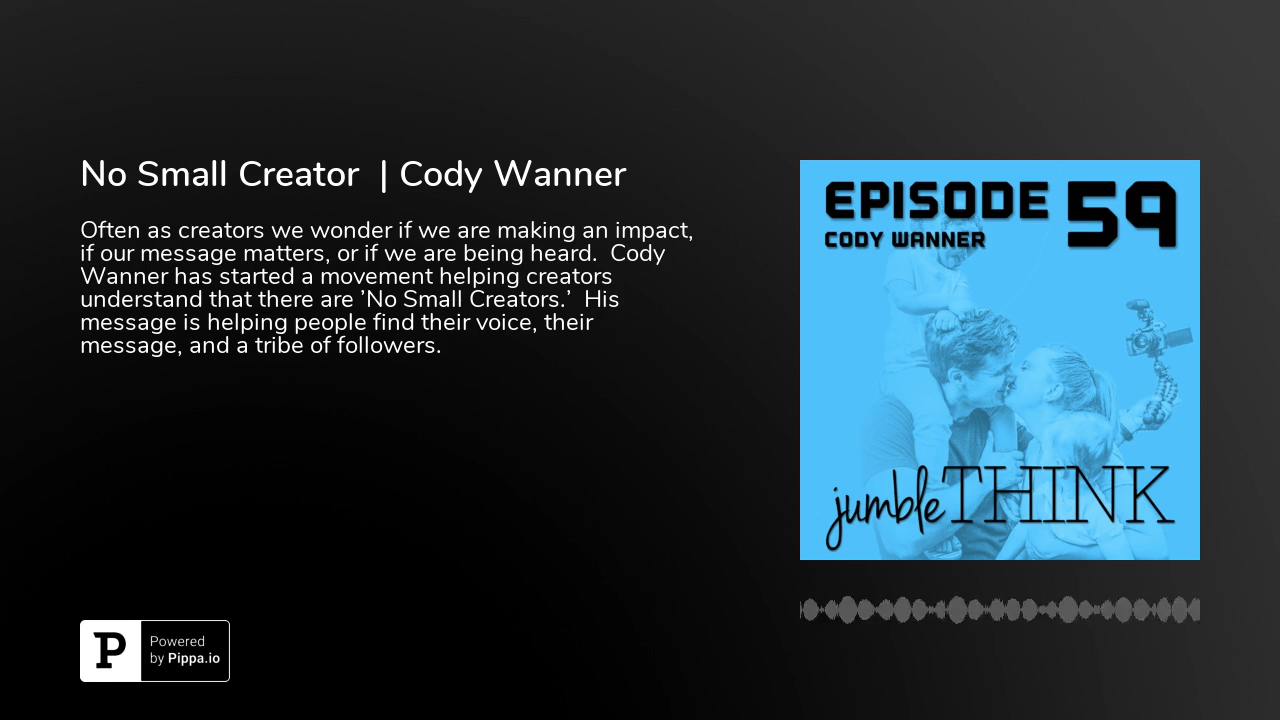 No Small Creator  | Cody Wanner
Often as creators we wonder if we are making an impact,
if our message matters, or if we are being heard.  Cody
Wanner has started a movement helping creators
understand that there are ’No Small Creators.’  His
message is helping people find their voice, their
message, and a tribe of followers.
EPISODE 59
CODY WANNER
jumbleTHINK
P
Powered
by Pippa.io